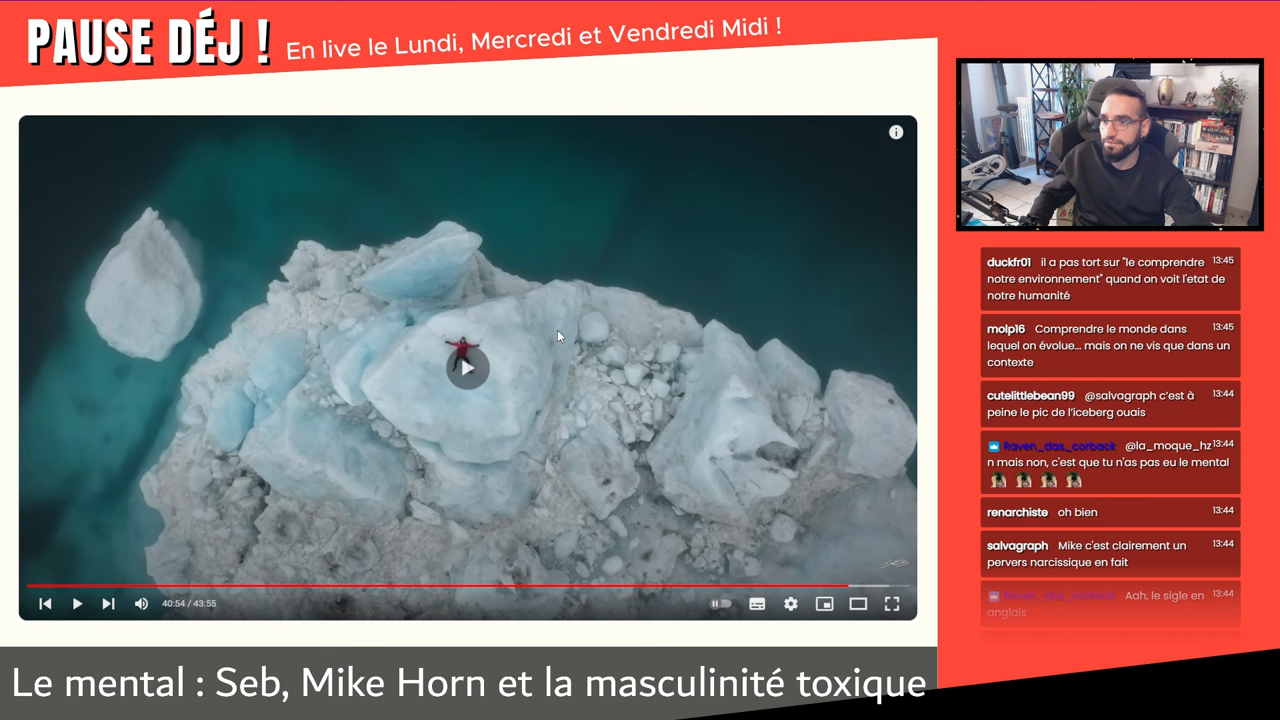 PAUSE DÉJ !
En live le Lundi, Mercredi et Vendredi Midi !
40:54 / 43:55
duckfr01 il a pas tort sur "le comprendre 13:45
notre environnement" quand on voit l'etat de
notre humanité
molp16 Comprendre le monde dans 13:45
lequel on évolue... mais on ne vis que dans un
contexte
cutelittlebean99 @salvagraph c'est à 13:44
peine le pic de l'iceberg ouais
Raven_das_corback @la_moque_hz 13:44
n mais non, c'est que tu n'as pas eu le mental
renarchiste oh bien 13:44
salvagraph Mike c'est clairement un 13:44
pervers narcissique en fait
Raven_das_corback Aah, le sigle en 13:44
anglais
Le mental : Seb, Mike Horn et la masculinité toxique